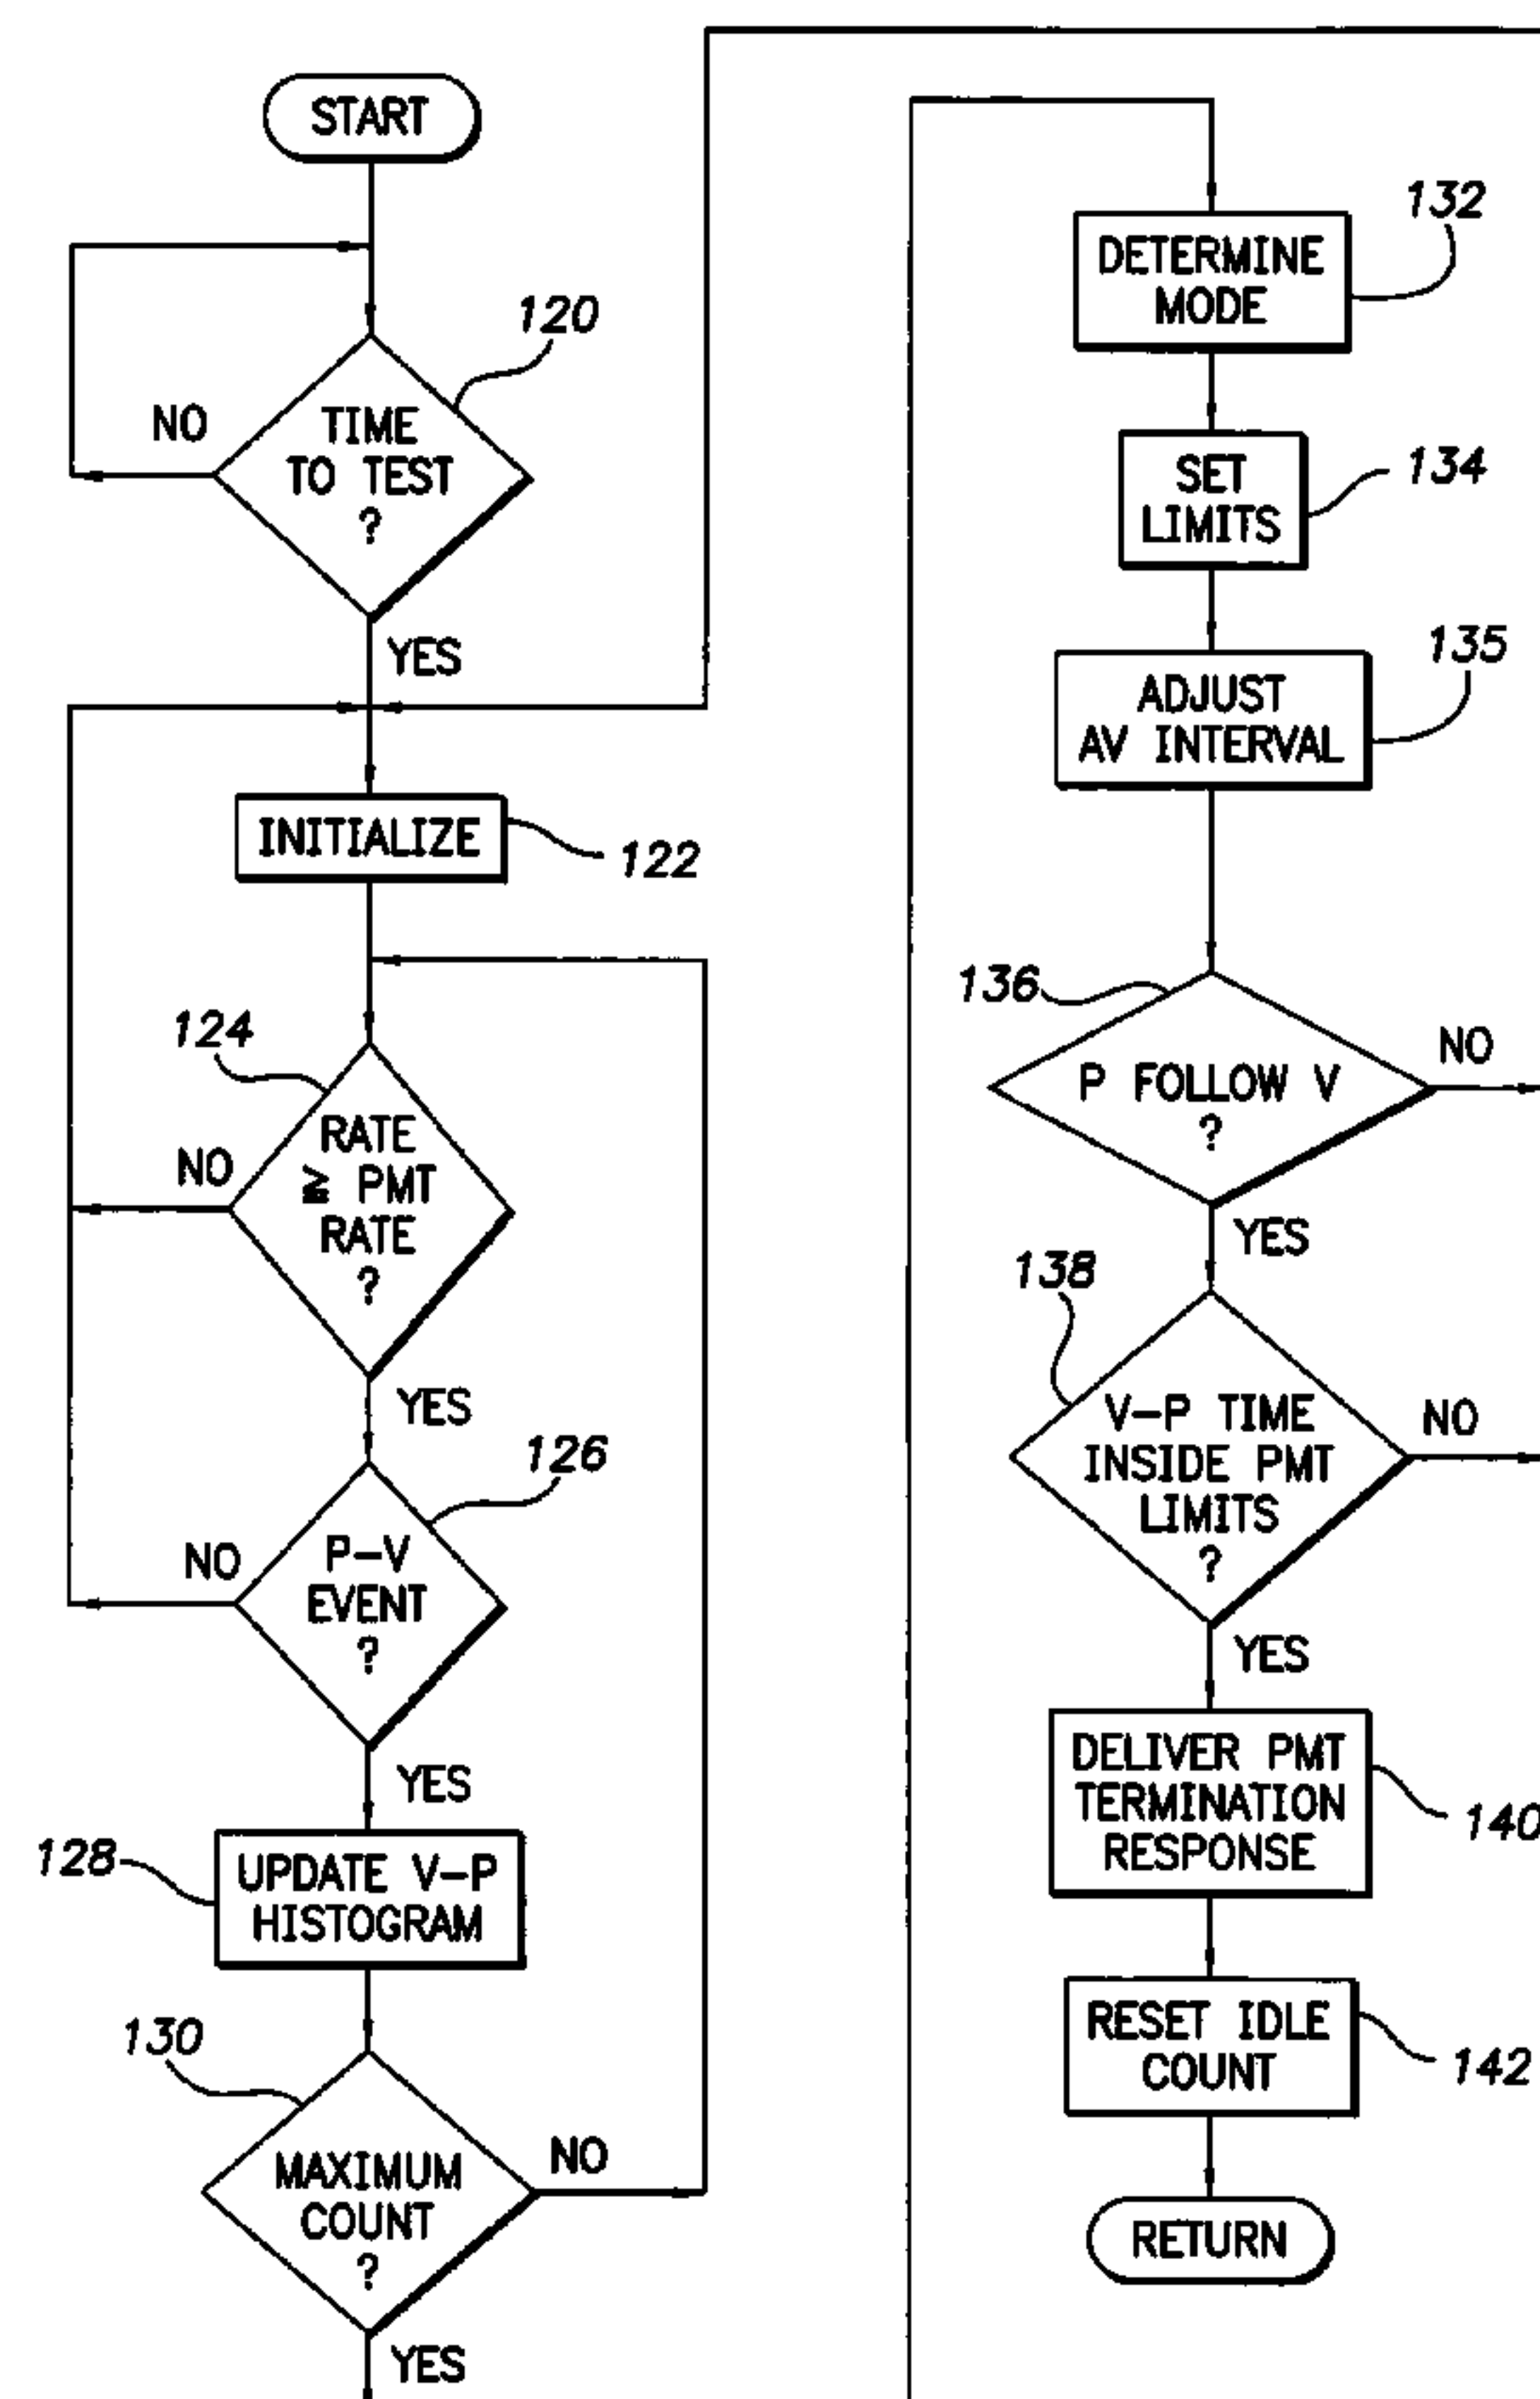 START
120
NO
TIME
TO TEST
?
YES
INITIALIZE
122
124
RATE
≧ PMT
RATE
?
NO
YES
126
P-V
EVENT
?
NO
YES
128
UPDATE V-P
HISTOGRAM
130
MAXIMUM
COUNT
?
NO
YES
132
DETERMINE
MODE
SET
LIMITS
134
135
ADJUST
AV INTERVAL
136
P FOLLOW V
?
NO
YES
138
V-P TIME
INSIDE PMT
LIMITS
?
NO
YES
DELIVER PMT
TERMINATION
RESPONSE
140
RESET IDLE
COUNT
142
RETURN